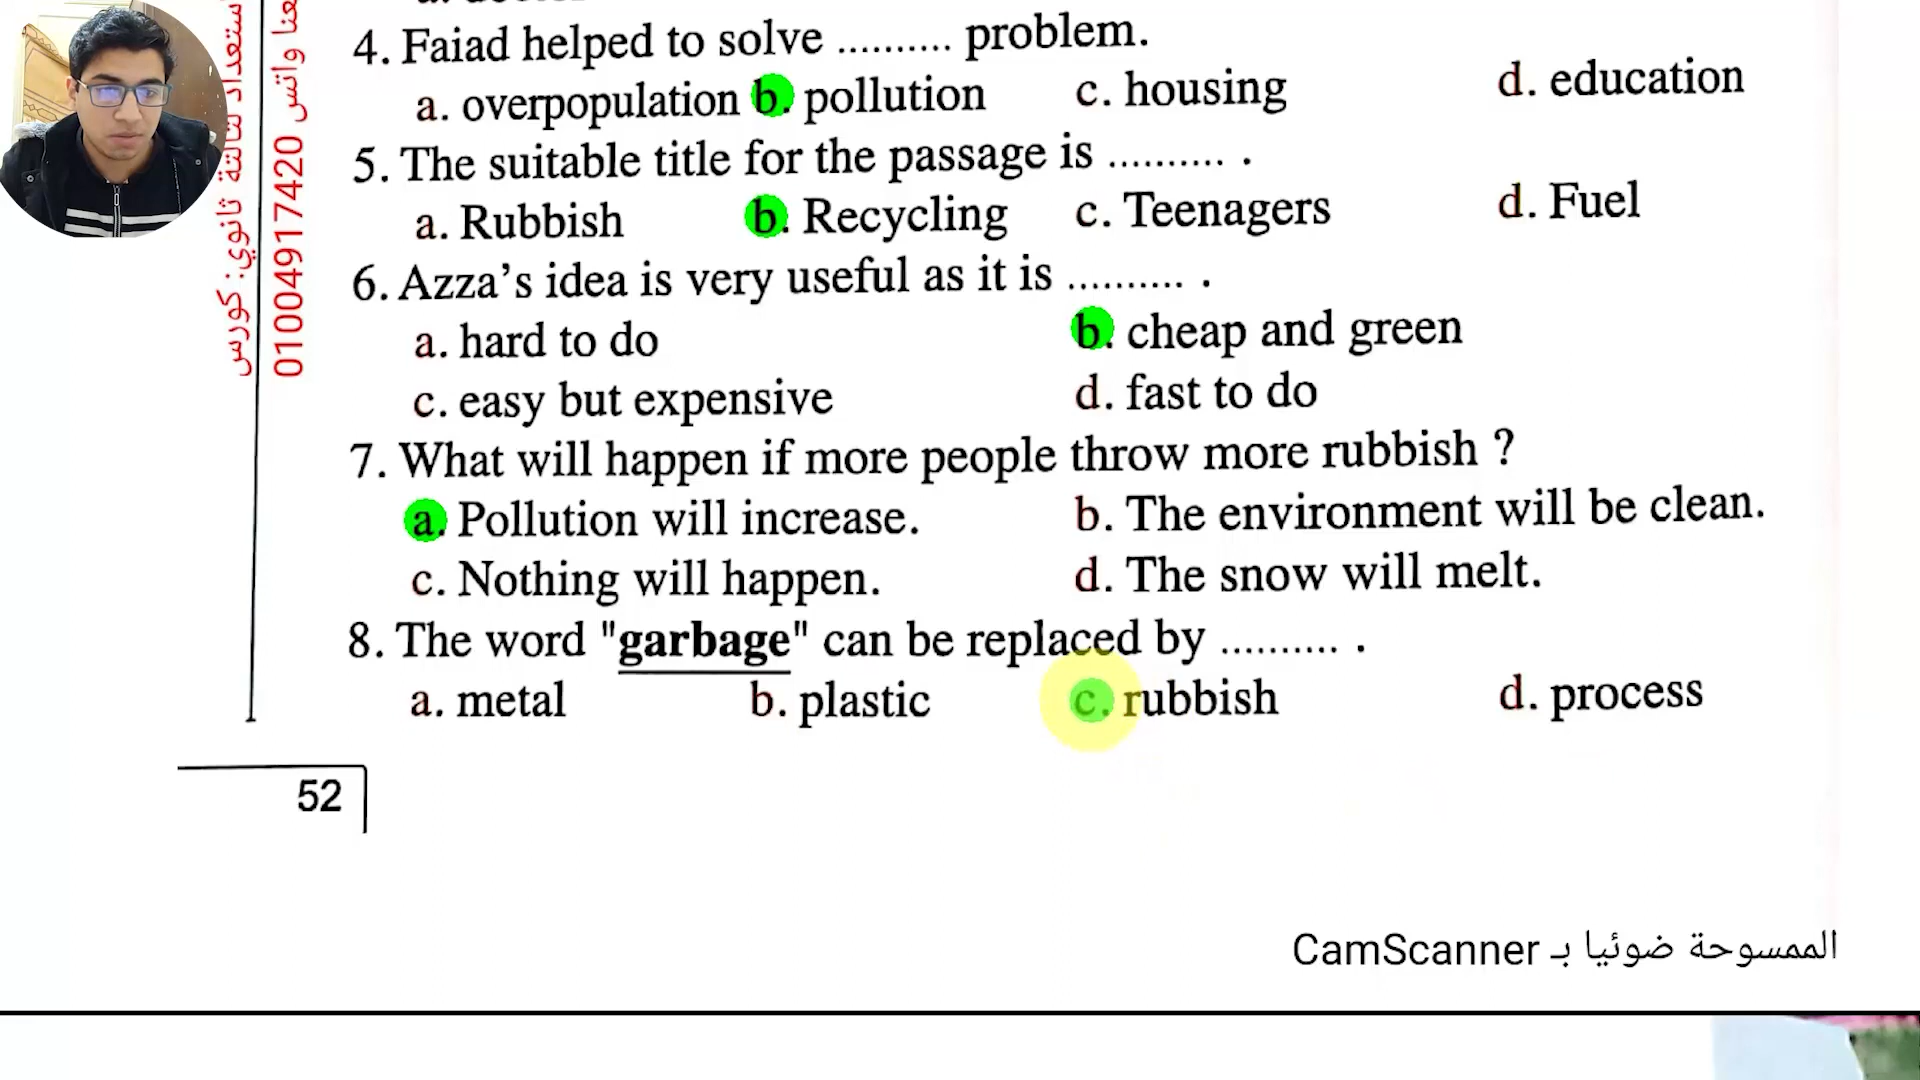 4. Faiad helped to solve .......... problem.
a. overpopulation b. pollution c. housing d. education
5. The suitable title for the passage is .......... .
a. Rubbish b. Recycling c. Teenagers d. Fuel
6. Azza's idea is very useful as it is .......... .
a. hard to do b. cheap and green
c. easy but expensive d. fast to do
7. What will happen if more people throw more rubbish ?
a. Pollution will increase. b. The environment will be clean.
c. Nothing will happen. d. The snow will melt.
8. The word "garbage" can be replaced by .......... .
a. metal b. plastic c. rubbish d. process
52
الممسوحة ضوئيا بـ CamScanner
ثانوي: كورس
واتس 01004917420